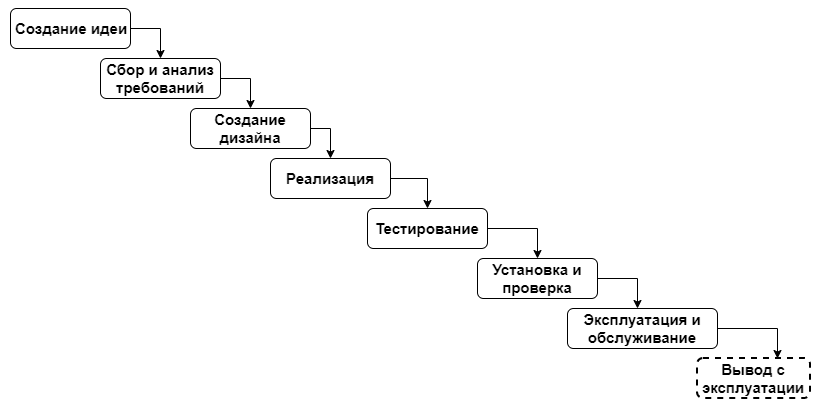 Создание идеи
Сбор и анализ
требований
Создание
дизайна
Реализация
Тестирование
Установка и
проверка
Эксплуатация и
обслуживание
Вывод с
эксплуатации